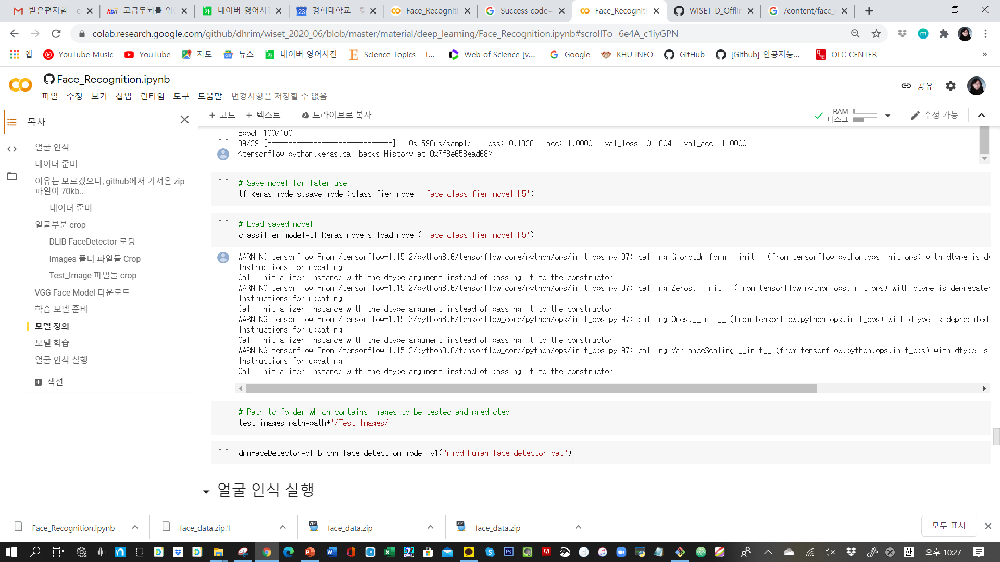 받은편지함 - e
hbn 고급두뇌를 위한
네이버 영어사전
23 경희대학교 - 캘
Face_Recogniti
Success code=
Face_Recogniti
WISET-D_Offlin
/content/face_
colab.research.google.com/github/dhrim/wiset_2020_06/blob/master/material/deep_learning/Face_Recognition.ipynb#scrollTo=6e4A_c1iyGPN
앱
YouTube Music
YouTube
지도
뉴스
네이버 영어사전
Science Topics - T...
Web of Science [v....
Google
KHU INFO
GitHub
[Github] 인공지능...
OLC CENTER
»
Face_Recognition.ipynb
공유
파일 수정 보기 삽입 런타임 도구 도움말 변경사항을 저장할 수 없음
목차
+ 코드 + 텍스트 드라이브로 복사
RAM
디스크
수정 가능
얼굴 인식
데이터 준비
이유는 모르겠으나, github에서 가져온 zip
파일이 70kb..
데이터 준비
얼굴부분 crop
DLIB FaceDetector 로딩
Images 폴더 파일들 Crop
Test_Image 파일들 crop
VGG Face Model 다운로드
학습 모델 준비
모델 정의
모델 학습
얼굴 인식 실행
섹션
[ ] Epoch 100/100
39/39 [==============================] - 0s 596us/sample - loss: 0.1836 - acc: 1.0000 - val_loss: 0.1604 - val_acc: 1.0000
<tensorflow.python.keras.callbacks.History at 0x7f8e653ead68>
[ ] # Save model for later use
tf.keras.models.save_model(classifier_model,'face_classifier_model.h5')
[ ] # Load saved model
classifier_model=tf.keras.models.load_model('face_classifier_model.h5')
WARNING:tensorflow:From /tensorflow-1.15.2/python3.6/tensorflow_core/python/ops/init_ops.py:97: calling GlorotUniform.__init__ (from tensorflow.python.ops.init_ops) with dtype is de
Instructions for updating:
Call initializer instance with the dtype argument instead of passing it to the constructor
WARNING:tensorflow:From /tensorflow-1.15.2/python3.6/tensorflow_core/python/ops/init_ops.py:97: calling Zeros.__init__ (from tensorflow.python.ops.init_ops) with dtype is deprecated
Instructions for updating:
Call initializer instance with the dtype argument instead of passing it to the constructor
WARNING:tensorflow:From /tensorflow-1.15.2/python3.6/tensorflow_core/python/ops/init_ops.py:97: calling Ones.__init__ (from tensorflow.python.ops.init_ops) with dtype is deprecated
Instructions for updating:
Call initializer instance with the dtype argument instead of passing it to the constructor
WARNING:tensorflow:From /tensorflow-1.15.2/python3.6/tensorflow_core/python/ops/init_ops.py:97: calling VarianceScaling.__init__ (from tensorflow.python.ops.init_ops) with dtype is
Instructions for updating:
Call initializer instance with the dtype argument instead of passing it to the constructor
[ ] # Path to folder which contains images to be tested and predicted
test_images_path=path+'/Test_Images/'
[ ] dnnFaceDetector=dlib.cnn_face_detection_model_v1("mmod_human_face_detector.dat")
얼굴 인식 실행
Face_Recognition.ipynb
face_data.zip.1
face_data.zip
face_data.zip
모두 표시
한
오후 10:27